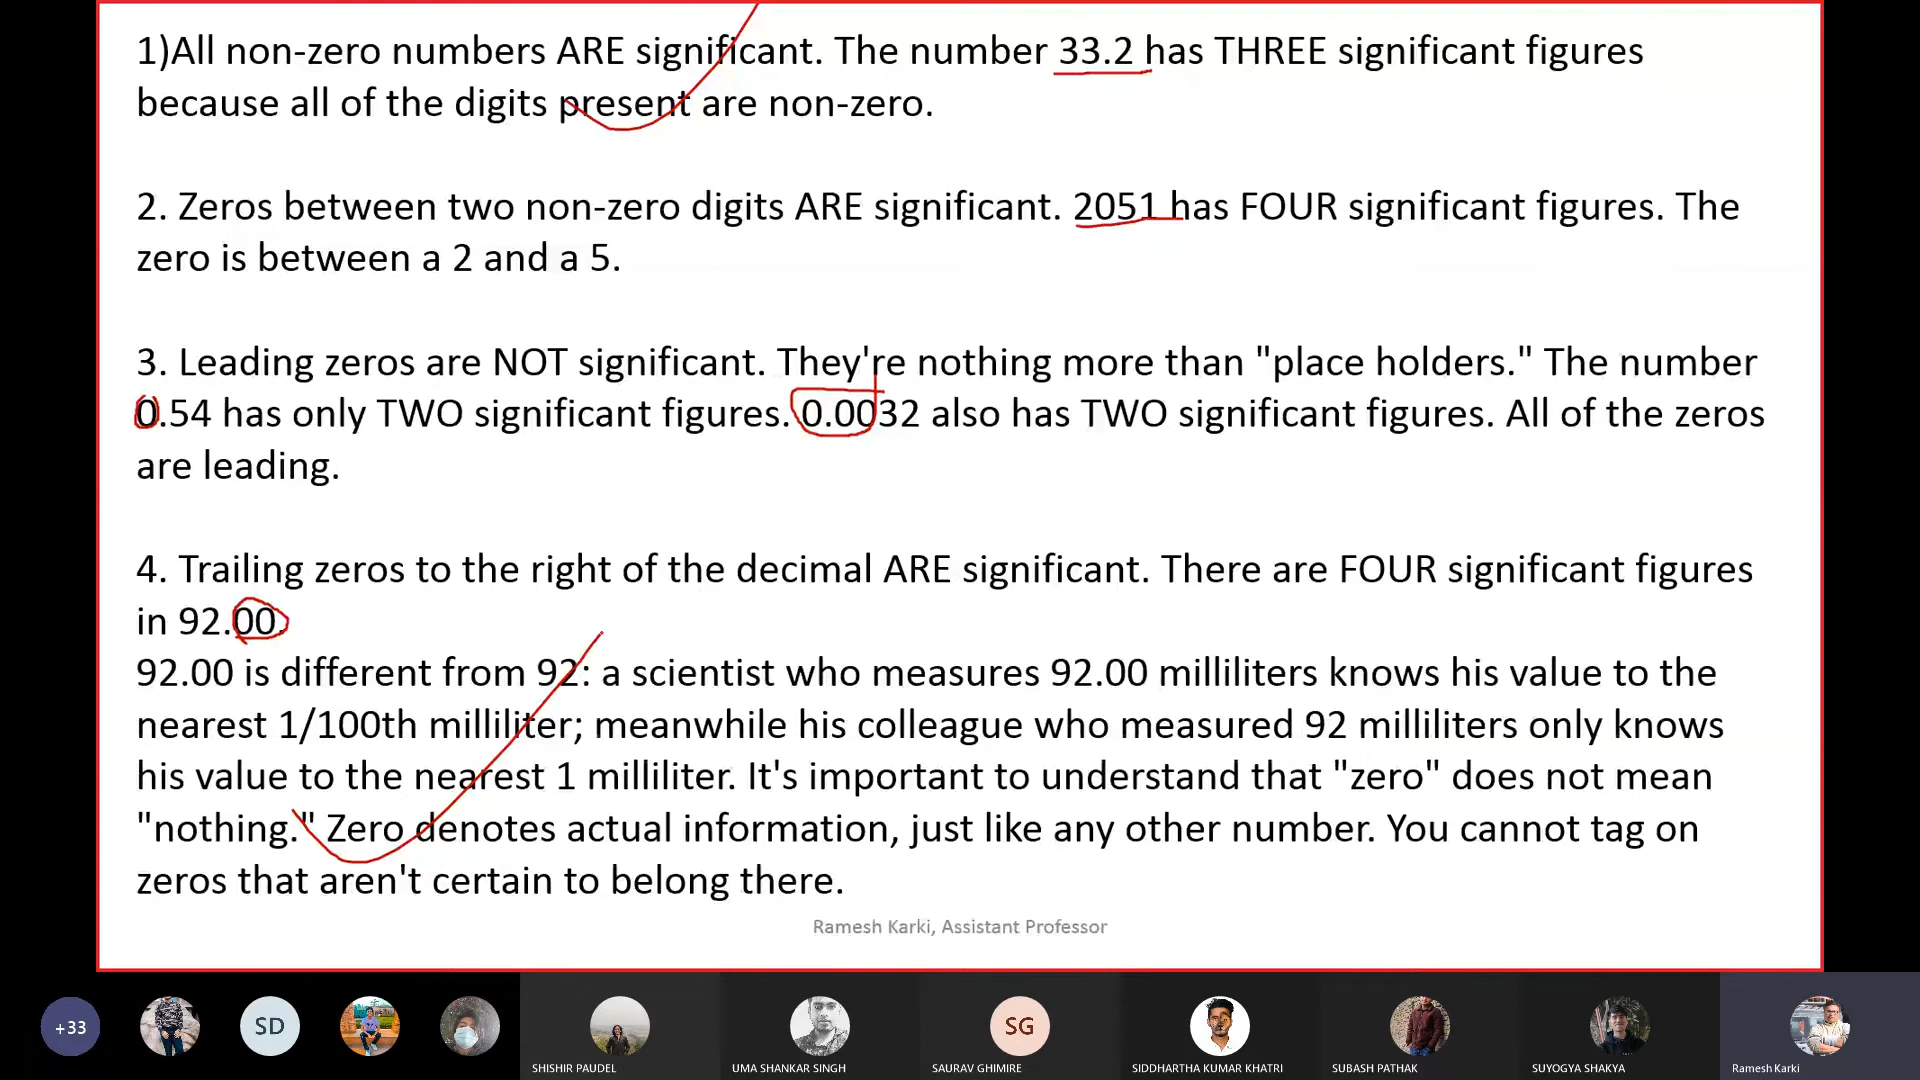 1)All non-zero numbers ARE significant. The number 33.2 has THREE significant figures
because all of the digits present are non-zero.
2. Zeros between two non-zero digits ARE significant. 2051 has FOUR significant figures. The
zero is between a 2 and a 5.
3. Leading zeros are NOT significant. They're nothing more than "place holders." The number
0.54 has only TWO significant figures. 0.0032 also has TWO significant figures. All of the zeros
are leading.
4. Trailing zeros to the right of the decimal ARE significant. There are FOUR significant figures
in 92.00.
92.00 is different from 92: a scientist who measures 92.00 milliliters knows his value to the
nearest 1/100th milliliter; meanwhile his colleague who measured 92 milliliters only knows
his value to the nearest 1 milliliter. It's important to understand that "zero" does not mean
"nothing." Zero denotes actual information, just like any other number. You cannot tag on
zeros that aren't certain to belong there.
Ramesh Karki, Assistant Professor
+33
SD
SG
SHISHIR PAUDEL
UMA SHANKAR SINGH
SAURAV GHIMIRE
SIDDHARTHA KUMAR KHATRI
SUBASH PATHAK
SUYOGYA SHAKYA
Ramesh Karki